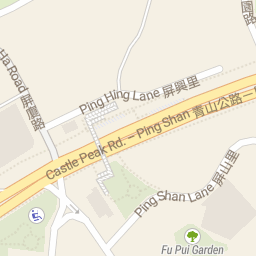 Ha Road 屏廈路
Ping Hing Lane 屏興里
Castle Peak Rd. – Ping Shan 青山公路－
Ping Shan Lane 屏山里
Fu Pui Garden